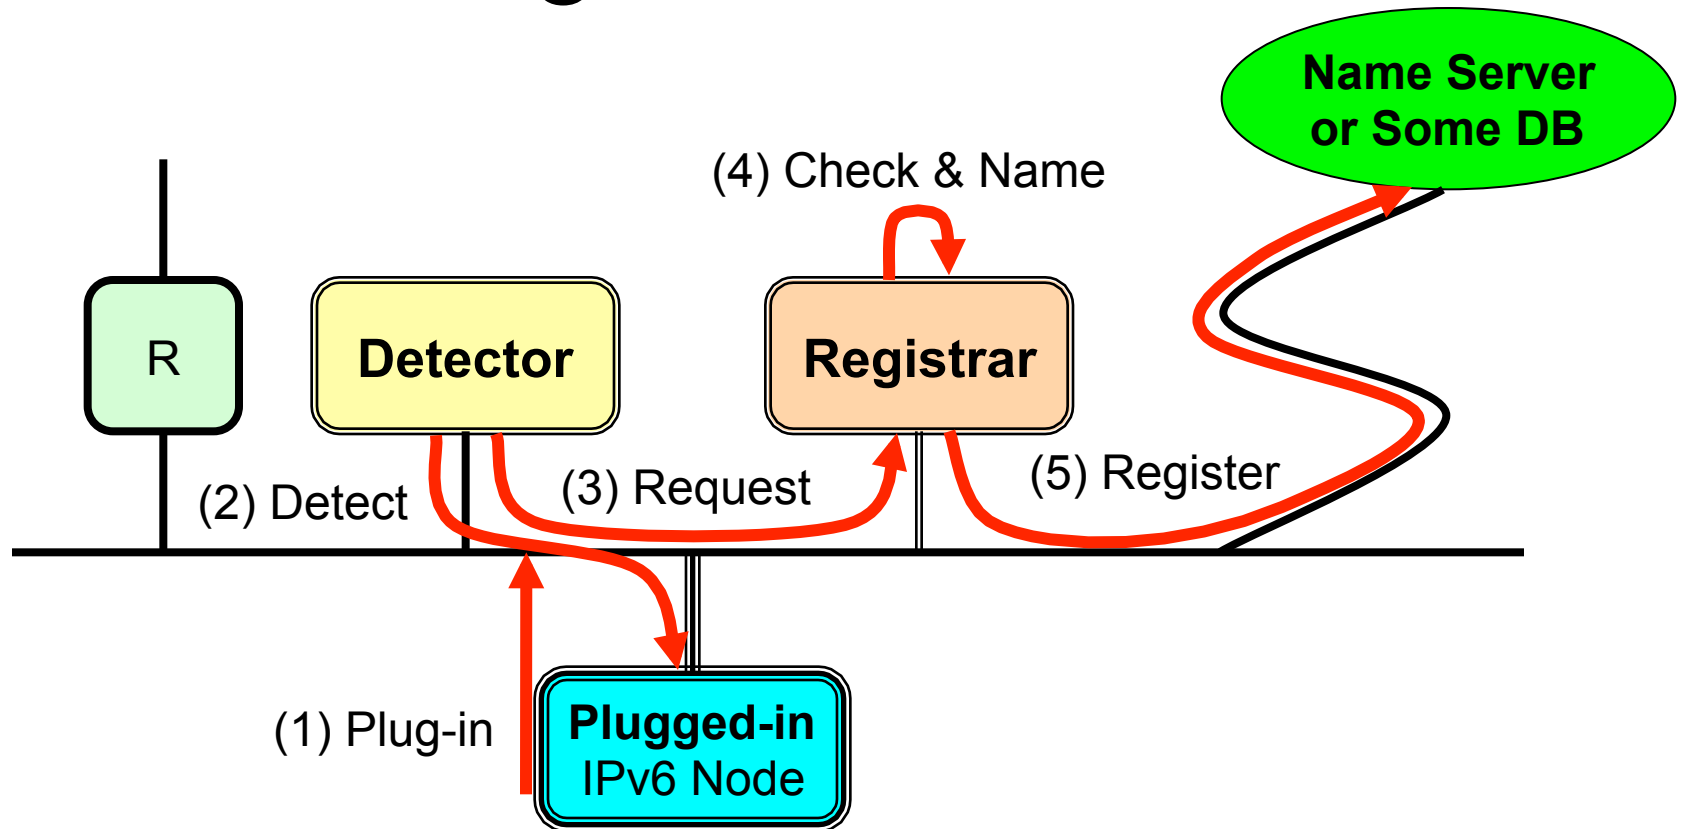 Name Server
or Some DB
(4) Check & Name
R
Detector
Registrar
(2) Detect
(3) Request
(5) Register
(1) Plug-in
Plugged-in
IPv6 Node